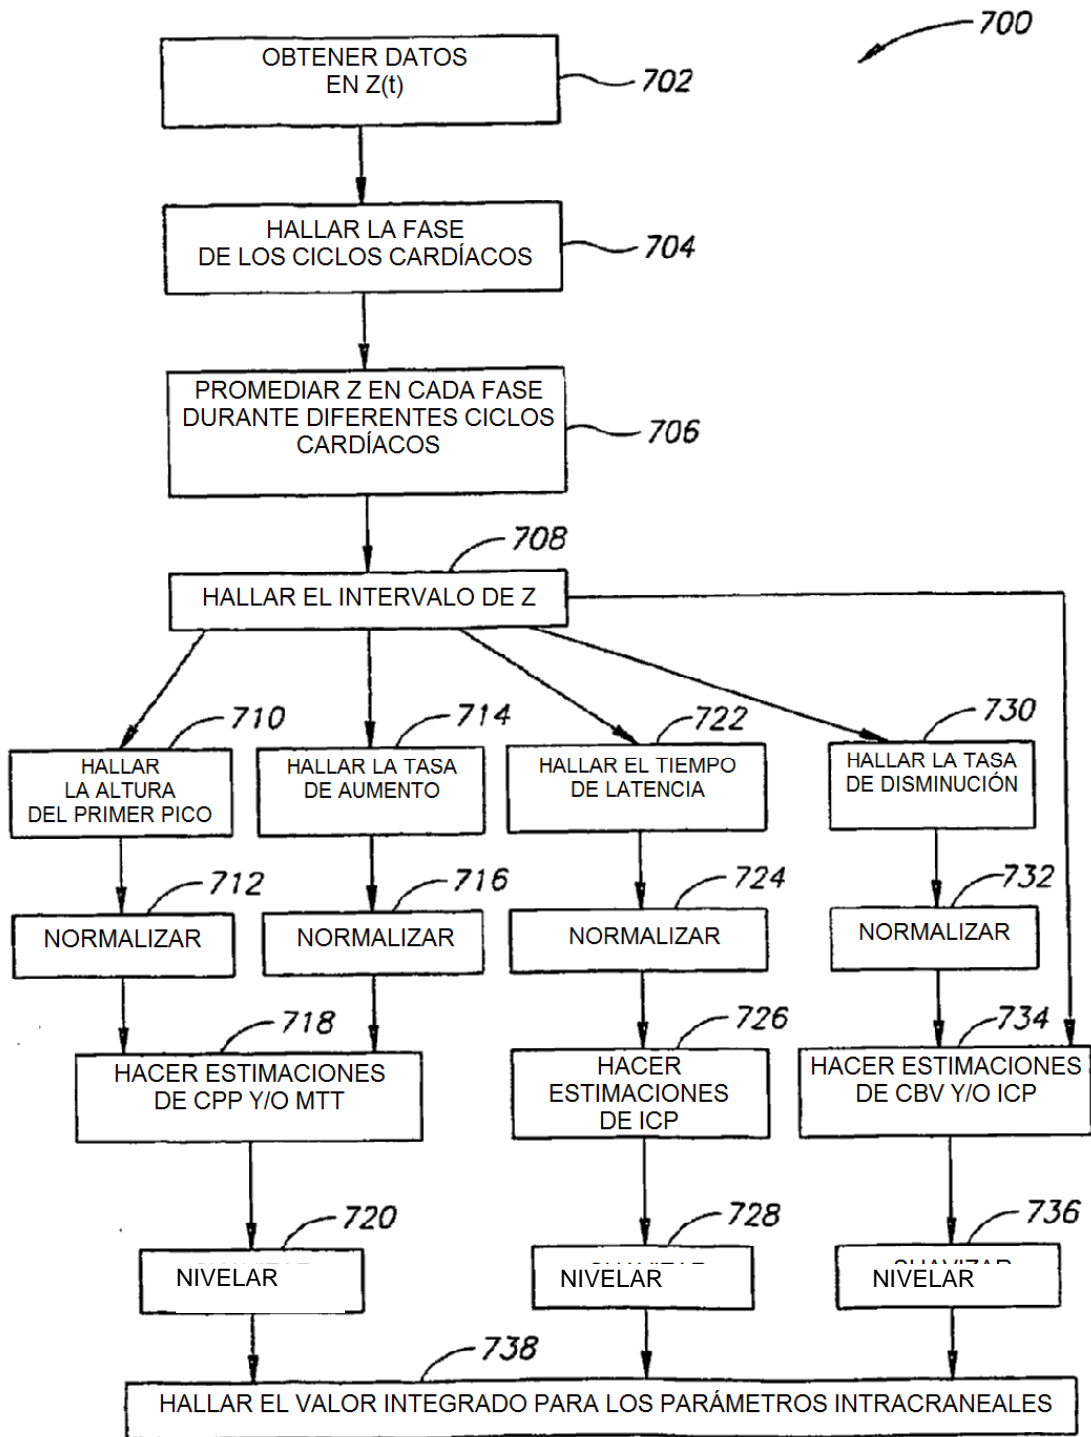 700
OBTENER DATOS
EN Z(t)
702
HALLAR LA FASE
DE LOS CICLOS CARDÍACOS
704
PROMEDIAR Z EN CADA FASE
DURANTE DIFERENTES CICLOS
CARDÍACOS
706
708
HALLAR EL INTERVALO DE Z
710
HALLAR
LA ALTURA
DEL PRIMER PICO
714
HALLAR LA TASA
DE AUMENTO
722
HALLAR EL TIEMPO
DE LATENCIA
730
HALLAR LA TASA
DE DISMINUCIÓN
712
NORMALIZAR
716
NORMALIZAR
724
NORMALIZAR
732
NORMALIZAR
718
HACER ESTIMACIONES
DE CPP Y/O MTT
726
HACER
ESTIMACIONES
DE ICP
734
HACER ESTIMACIONES
DE CBV Y/O ICP
720
NIVELAR
728
NIVELAR
736
NIVELAR
738
HALLAR EL VALOR INTEGRADO PARA LOS PARÁMETROS INTRACRANEALES